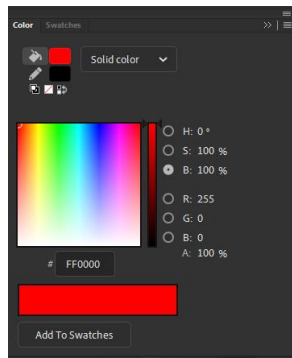 Color Swatches
Solid color
H: 0 °
S: 100 %
B: 100 %
R: 255
G: 0
B: 0
A: 100 %
# FF0000
Add To Swatches